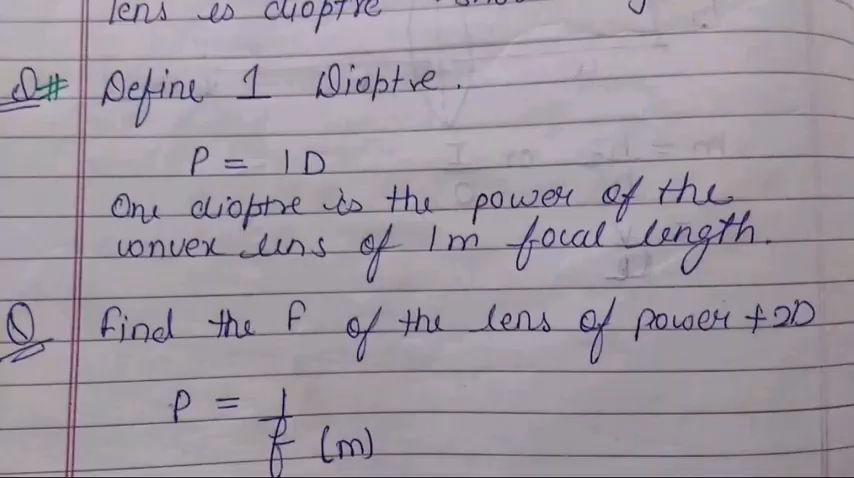 lens is dioptre
Q# Define 1 Dioptre.
P = 1D
One dioptre is the power of the
convex lens of 1m focal length.
Q Find the F of the lens of power +2D
P = 1
f (m)